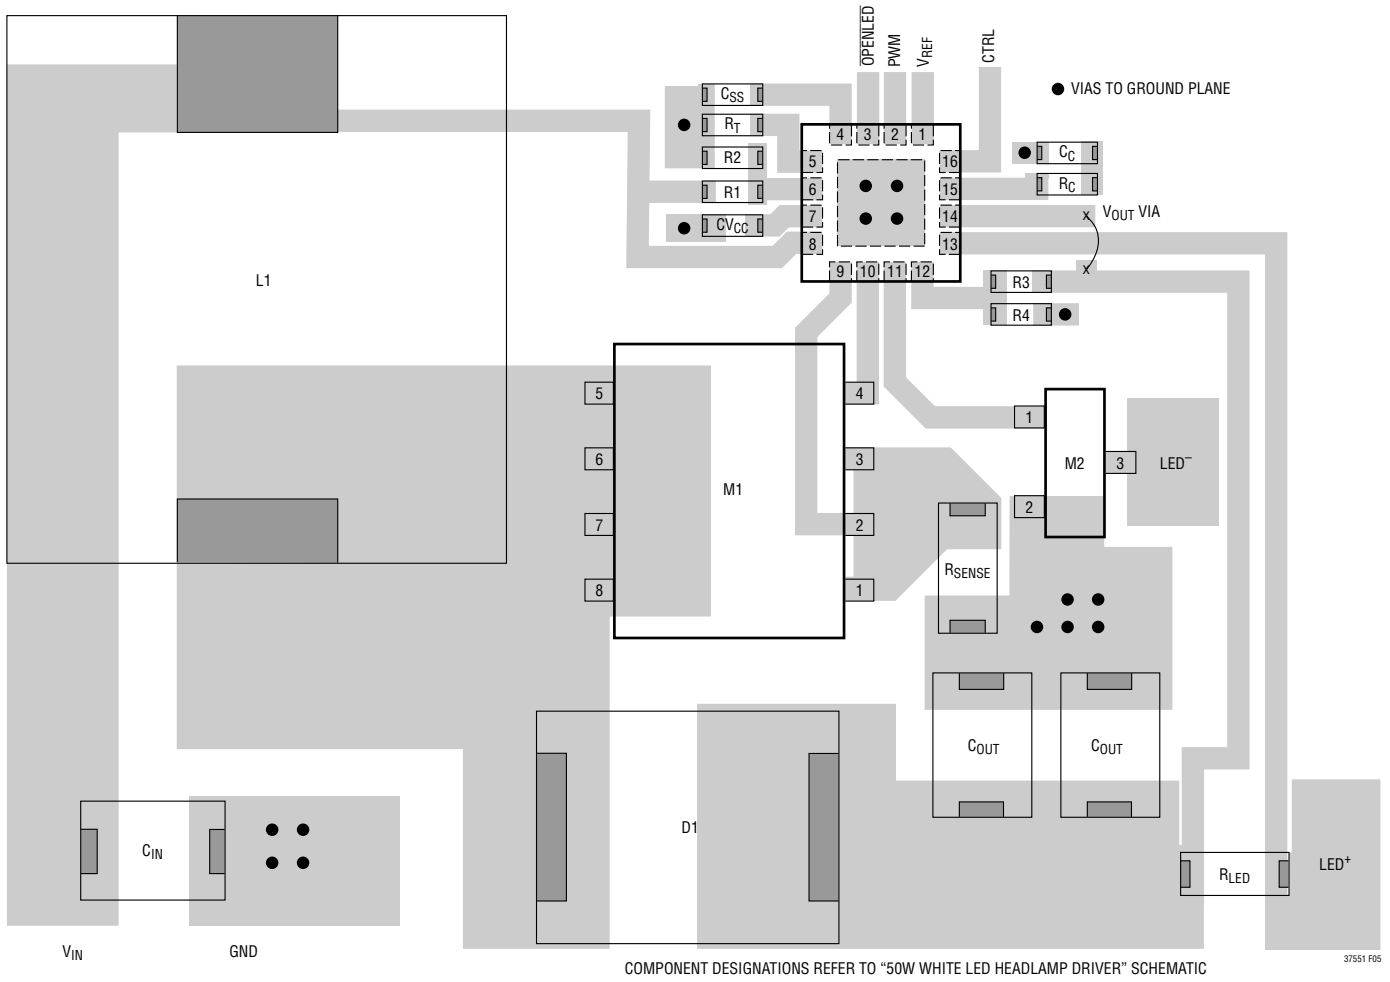 OPENLED
PWM
VREF
CTRL
VIAS TO GROUND PLANE
CSS
RT
R2
R1
CVCC
4 3 2 1
5 16
6 15
7 14
8 13
9 10 11 12
CC
RC
VOUT VIA
x
x
R3
R4
L1
5 4
6 3
M1
7 2
8 1
1
M2 3 LED–
2
RSENSE
COUT COUT
D1
CIN
RLED LED+
VIN GND
37551 F05
COMPONENT DESIGNATIONS REFER TO “50W WHITE LED HEADLAMP DRIVER” SCHEMATIC